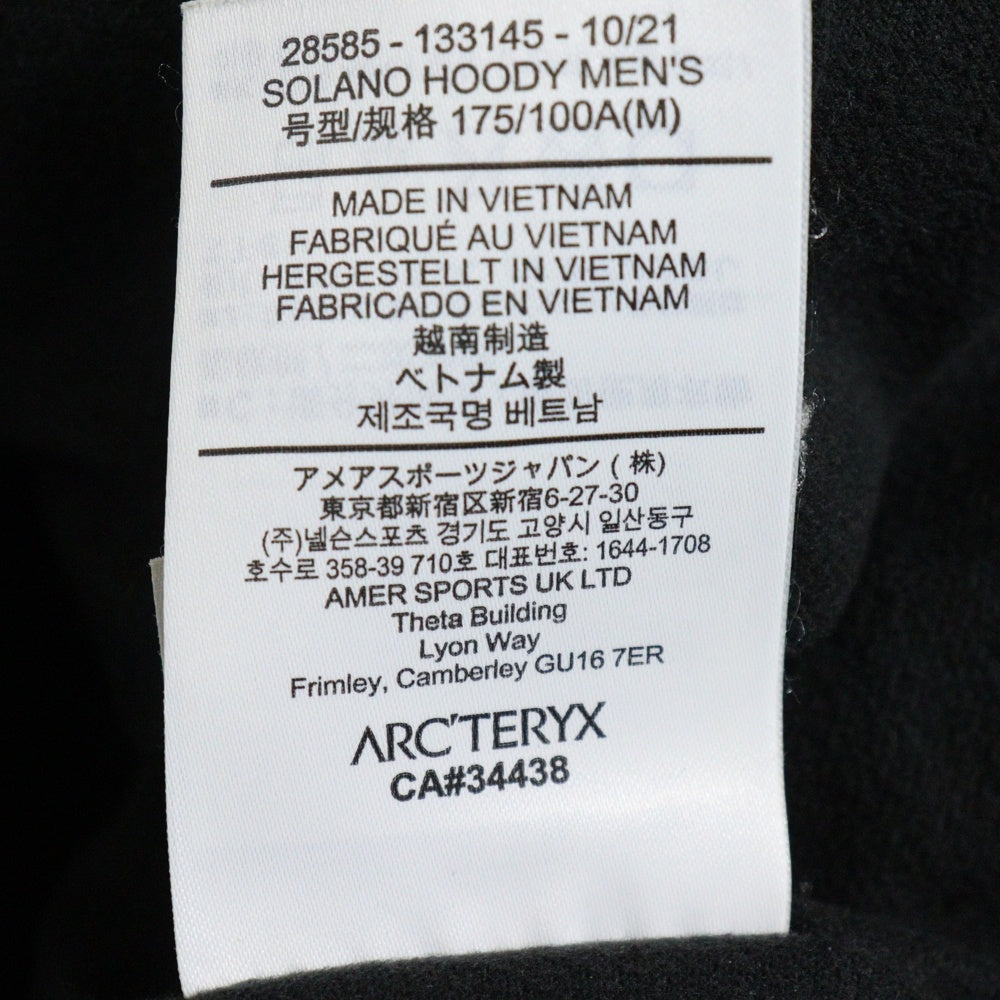 28585 - 133145 - 10/21
SOLANO HOODY MEN'S
号型/规格 175/100A(M)
MADE IN VIETNAM
FABRIQUÉ AU VIETNAM
HERGESTELLT IN VIETNAM
FABRICADO EN VIETNAM
越南制造
ベトナム製
제조국명 베트남
アメアスポーツジャパン ( 株)
東京都新宿区新宿6-27-30
(주)넬슨스포츠 경기도 고양시 일산동구
호수로 358-39 710호 대표번호: 1644-1708
AMER SPORTS UK LTD
Theta Building
Lyon Way
Frimley, Camberley GU16 7ER
ARC'TERYX
CA#34438